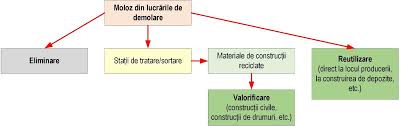 Moloz din lucrările de
demolare
Eliminare
Stații de tratare/sortare
Materiale de construcții
reciclate
Reutilizare
(direct la locul producerii,
la construirea de depozite,
etc.)
Valorificare
(construcții civile,
construcții de drumuri, etc.)